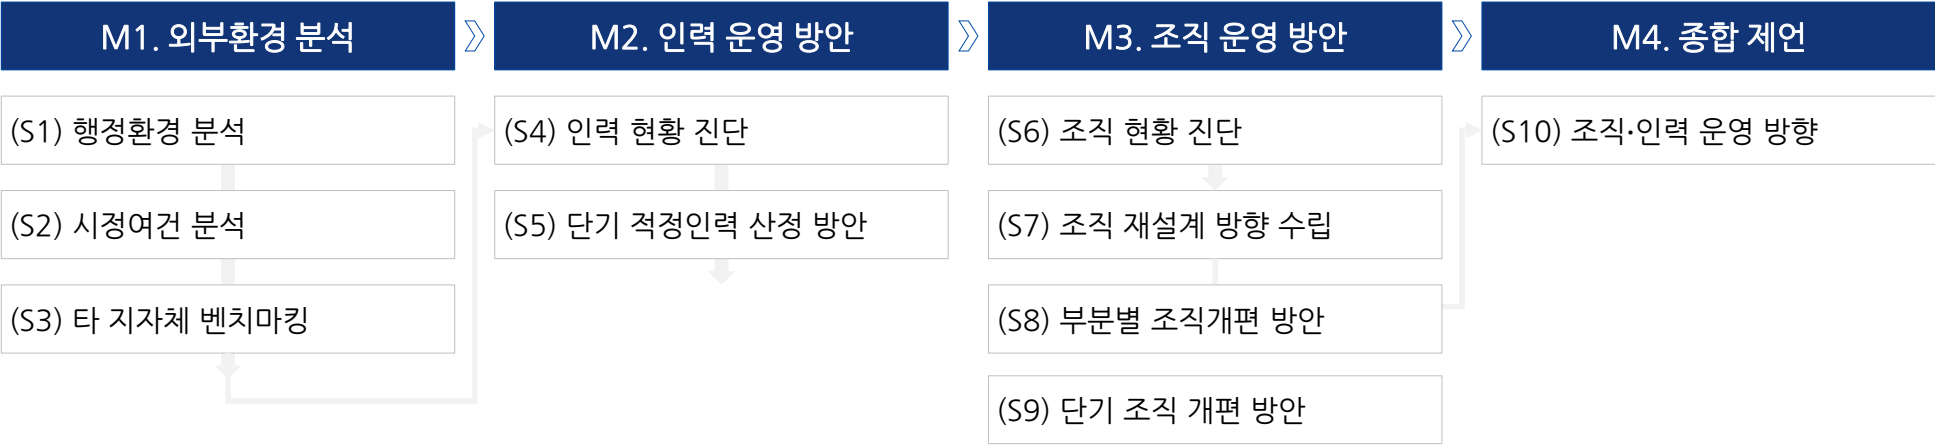 M1. 외부환경 분석
(S1) 행정환경 분석
(S2) 시정여건 분석
(S3) 타 지자체 벤치마킹
M2. 인력 운영 방안
(S4) 인력 현황 진단
(S5) 단기 적정인력 산정 방안
M3. 조직 운영 방안
(S6) 조직 현황 진단
(S7) 조직 재설계 방향 수립
(S8) 부분별 조직개편 방안
(S9) 단기 조직 개편 방안
M4. 종합 제언
(S10) 조직·인력 운영 방향